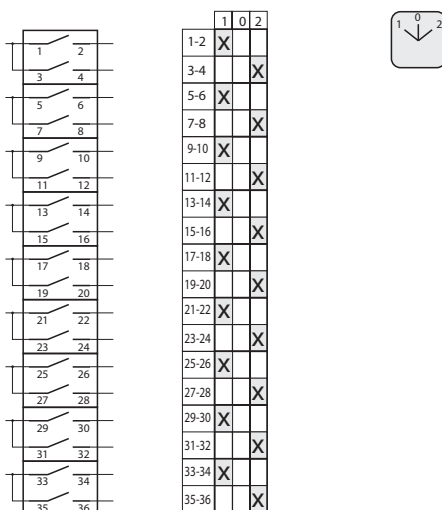 1 0 2
1 0 2
1 2
3 4
5 6
7 8
9 10
11 12
13 14
15 16
17 18
19 20
21 22
23 24
25 26
27 28
29 30
31 32
33 34
35 36
1-2 X
3-4 X
5-6 X
7-8 X
9-10 X
11-12 X
13-14 X
15-16 X
17-18 X
19-20 X
21-22 X
23-24 X
25-26 X
27-28 X
29-30 X
31-32 X
33-34 X
35-36 X